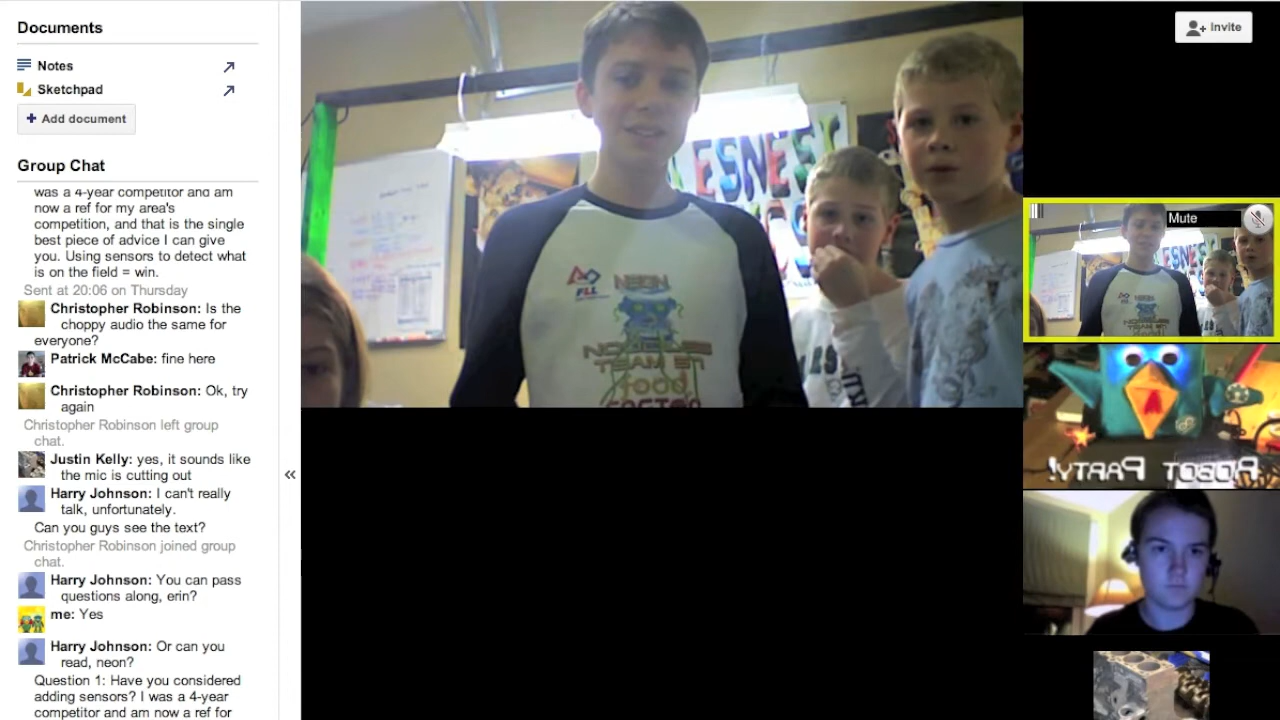 Documents
Notes
Sketchpad
+ Add document
Group Chat
was a 4-year competitor and am
now a ref for my area's
competition, and that is the single
best piece of advice I can give
you. Using sensors to detect what
is on the field = win.
Sent at 20:06 on Thursday
Christopher Robinson: Is the
choppy audio the same for
everyone?
Patrick McCabe: fine here
Christopher Robinson: Ok, try
again
Christopher Robinson left group
chat.
Justin Kelly: yes, it sounds like
the mic is cutting out
Harry Johnson: I can't really
talk, unfortunately.
Can you guys see the text?
Christopher Robinson joined group
chat.
Harry Johnson: You can pass
questions along, erin?
me: Yes
Harry Johnson: Or can you
read, neon?
Question 1: Have you considered
adding sensors? I was a 4-year
competitor and am now a ref for
«
FLL
NEON
TEAM
food
FACTOR
Invite
Mute
ROBOT PARTY!